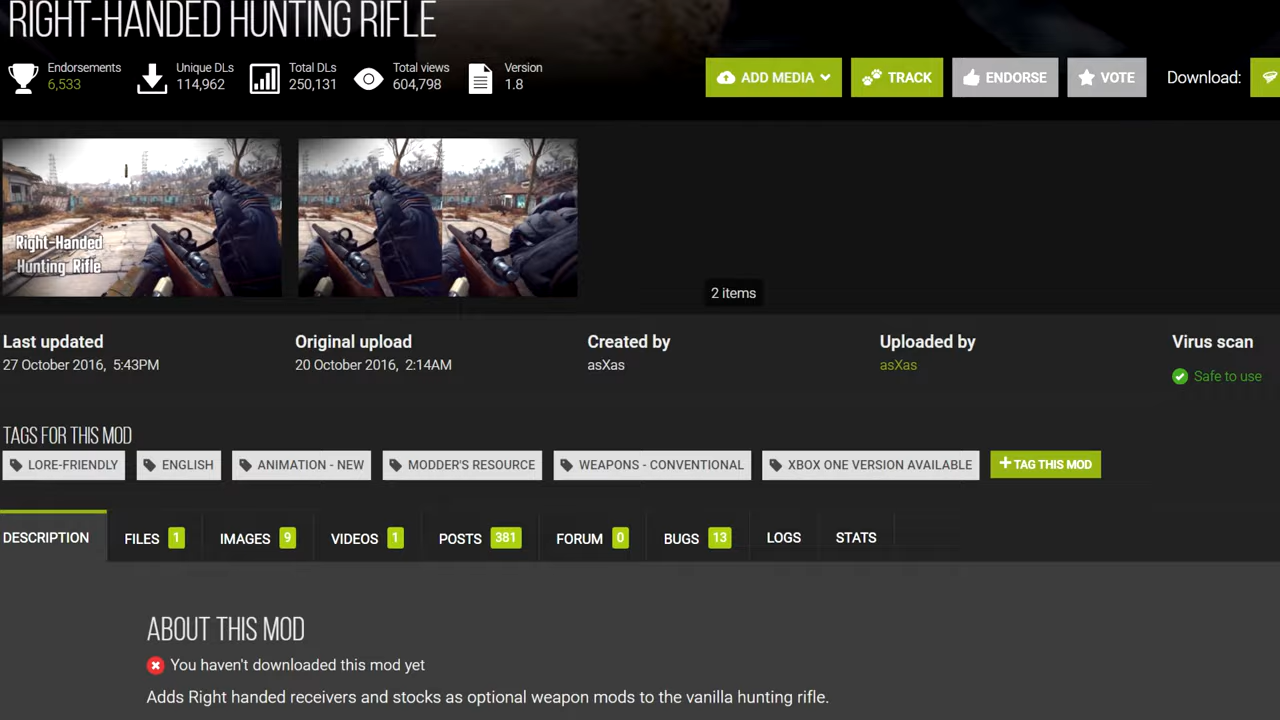 RIGHT-HANDED HUNTING RIFLE
Endorsements
6,533
Unique DLs
114,962
Total DLs
250,131
Total views
604,798
Version
1.8
ADD MEDIA
TRACK
ENDORSE
VOTE
Download:
Right-Handed
Hunting Rifle
2 items
Last updated
27 October 2016, 5:43PM
Original upload
20 October 2016, 2:14AM
Created by
asXas
Uploaded by
asXas
Virus scan
Safe to use
TAGS FOR THIS MOD
LORE-FRIENDLY
ENGLISH
ANIMATION - NEW
MODDER'S RESOURCE
WEAPONS - CONVENTIONAL
XBOX ONE VERSION AVAILABLE
+TAG THIS MOD
DESCRIPTION
FILES 1
IMAGES 9
VIDEOS 1
POSTS 381
FORUM 0
BUGS 13
LOGS
STATS
ABOUT THIS MOD
You haven't downloaded this mod yet
Adds Right handed receivers and stocks as optional weapon mods to the vanilla hunting rifle.